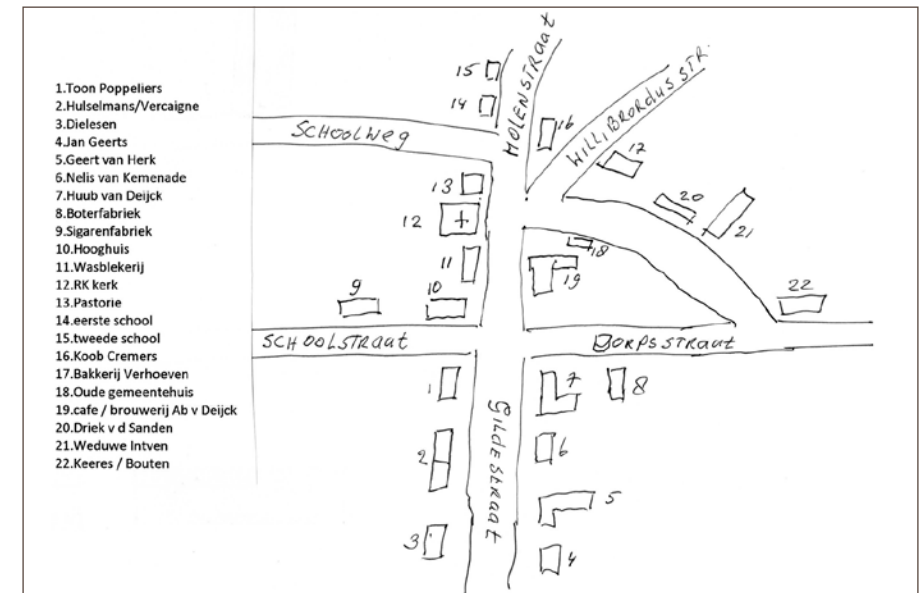 1.Toon Poppeliers
2.Hulselmans/Vercaigne
3.Dielesen
4.Jan Geerts
5.Geert van Herk
6.Nelis van Kemenade
7.Huub van Deijck
8.Boterfabriek
9.Sigarenfabriek
10.Hooghuis
11.Wasblekerij
12.RK kerk
13.Pastorie
14.eerste school
15.tweede school
16.Koob Cremers
17.Bakkerij Verhoeven
18.Oude gemeentehuis
19.cafe / brouwerij Ab v Deijck
20.Driek v d Sanden
21.Weduwe Intven
22.Keeres / Bouten
15
14
MOLENSTRAAT
16
WILLIBRORDUSSTR.
SCHOOLWEG
17
13
20
12
21
18
11
19
9
10
22
SCHOOLSTRAAT
DORPSSTRAAT
1
7
8
GILDESTRAAT
2
6
5
3
4